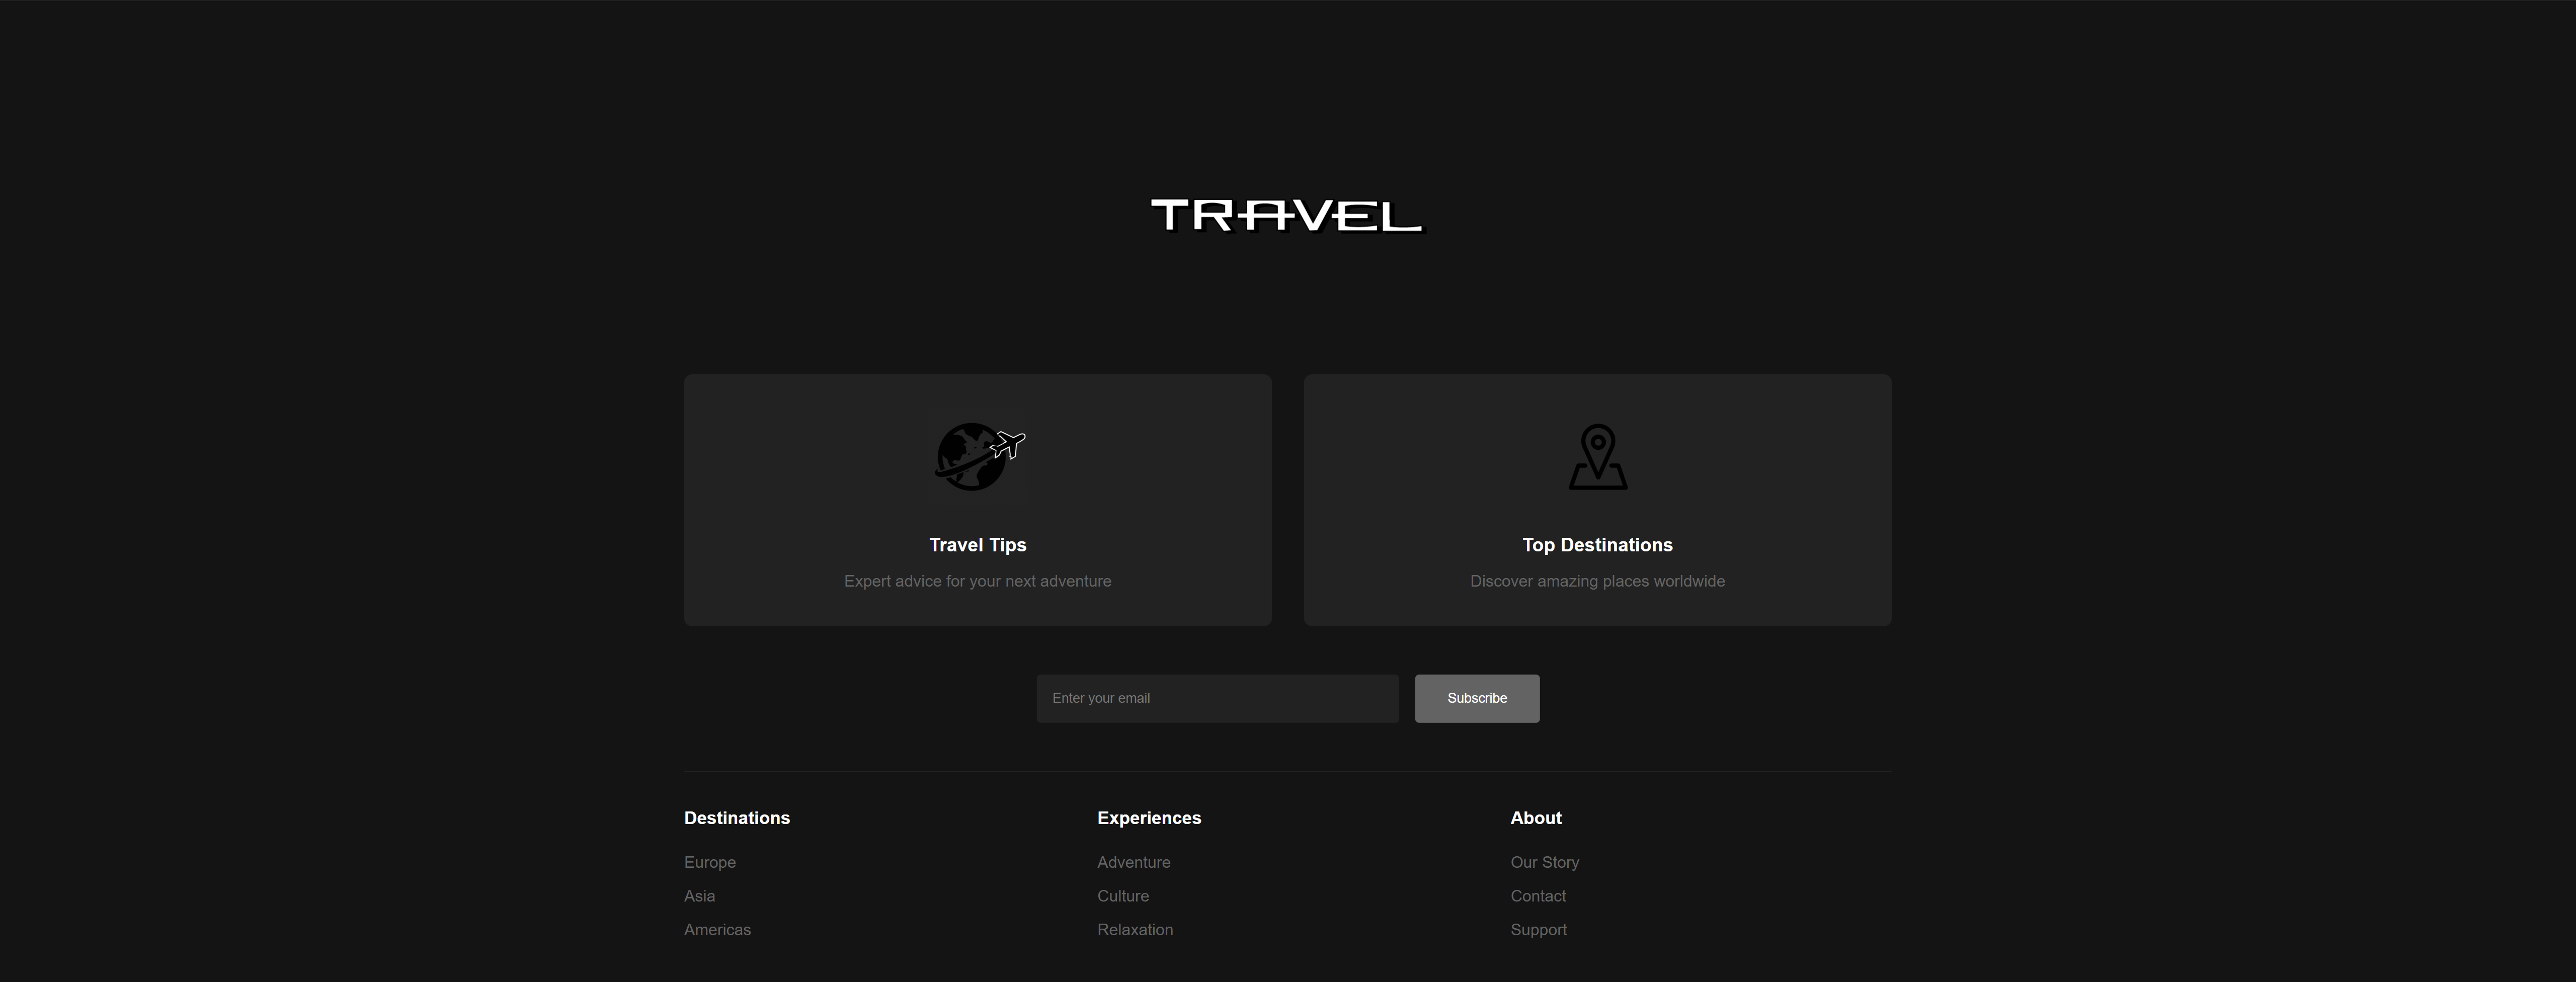 TRAVEL
Travel Tips
Expert advice for your next adventure
Top Destinations
Discover amazing places worldwide
Enter your email
Subscribe
Destinations
Europe
Asia
Americas
Experiences
Adventure
Culture
Relaxation
About
Our Story
Contact
Support